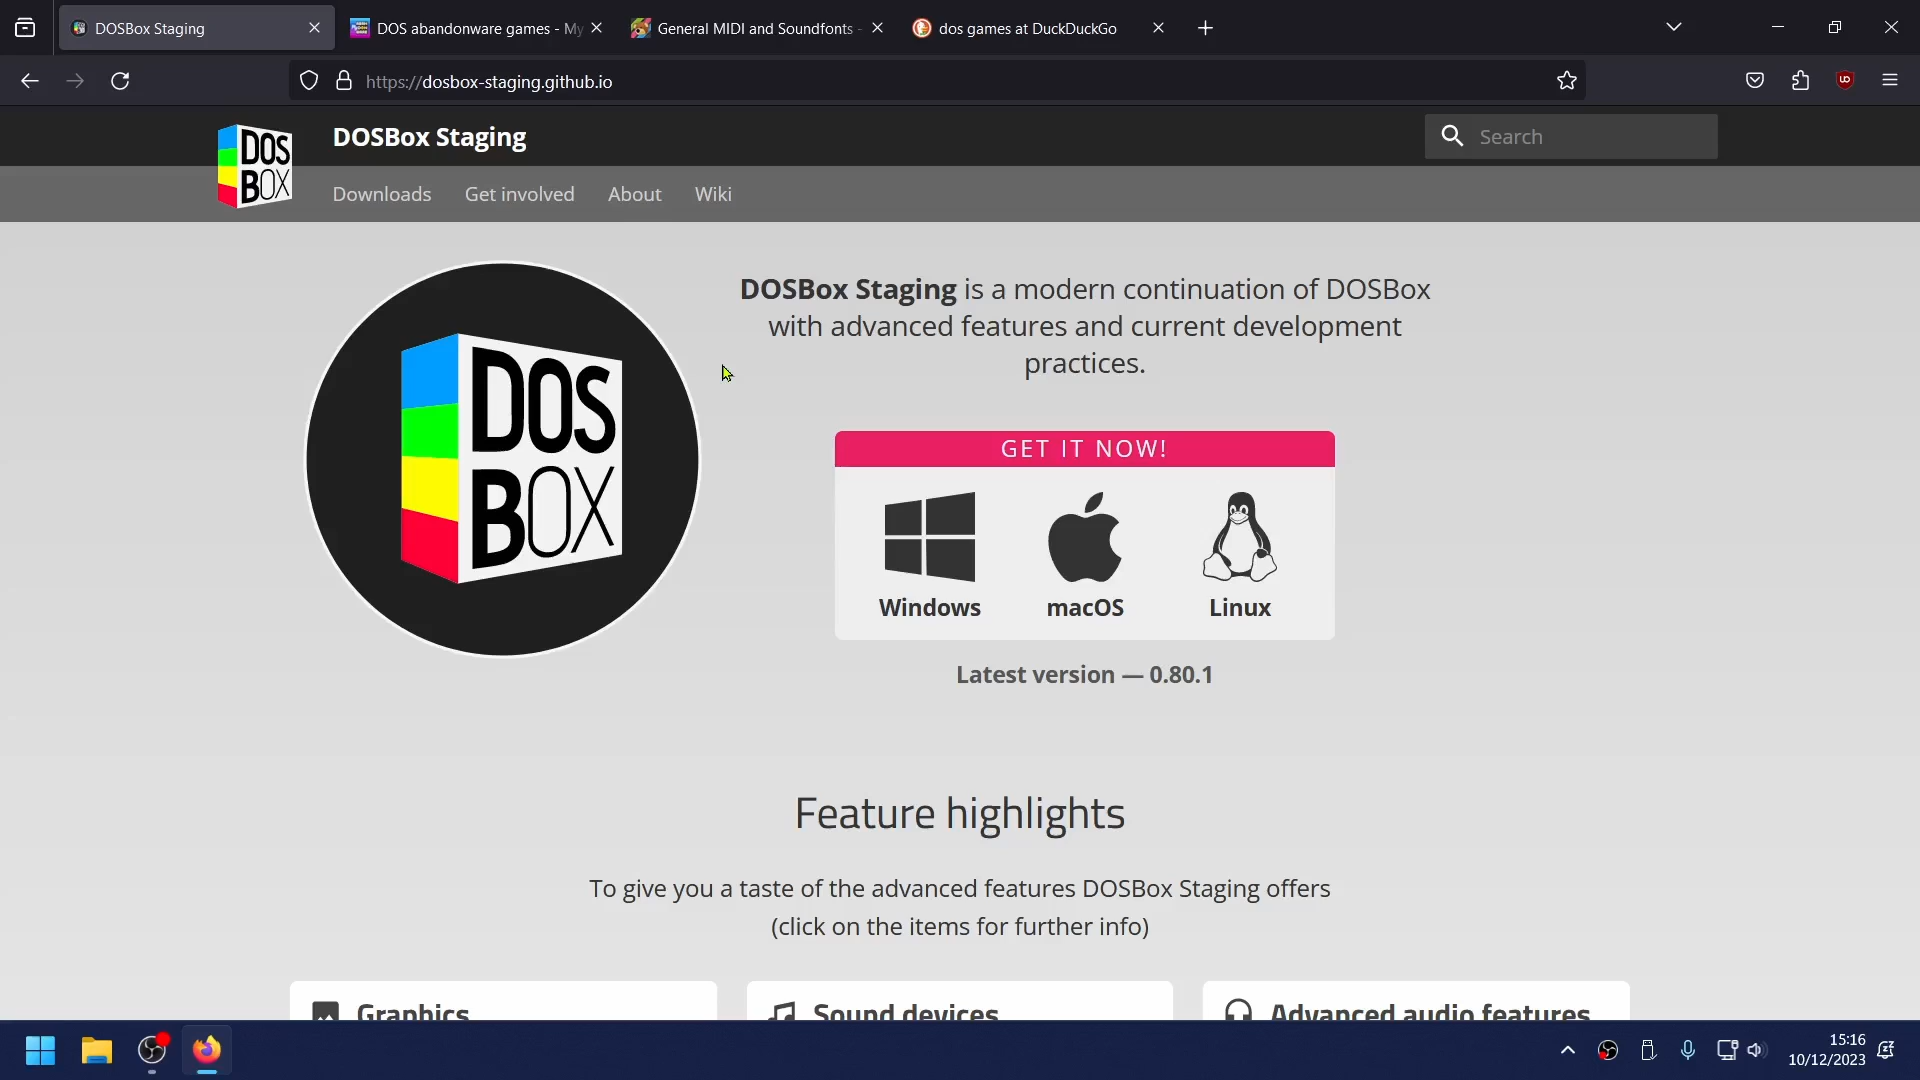 DOSBox Staging
DOS abandonware games - My
General MIDI and Soundfonts -
dos games at DuckDuckGo
https://dosbox-staging.github.io
DOS
BOX
DOSBox Staging
Search
Downloads
Get involved
About
Wiki
DOS
BOX
DOSBox Staging is a modern continuation of DOSBox
with advanced features and current development
practices.
GET IT NOW!
Windows
macOS
Linux
Latest version — 0.80.1
Feature highlights
To give you a taste of the advanced features DOSBox Staging offers
(click on the items for further info)
Graphics
Sound devices
Advanced audio features
15:16
10/12/2023